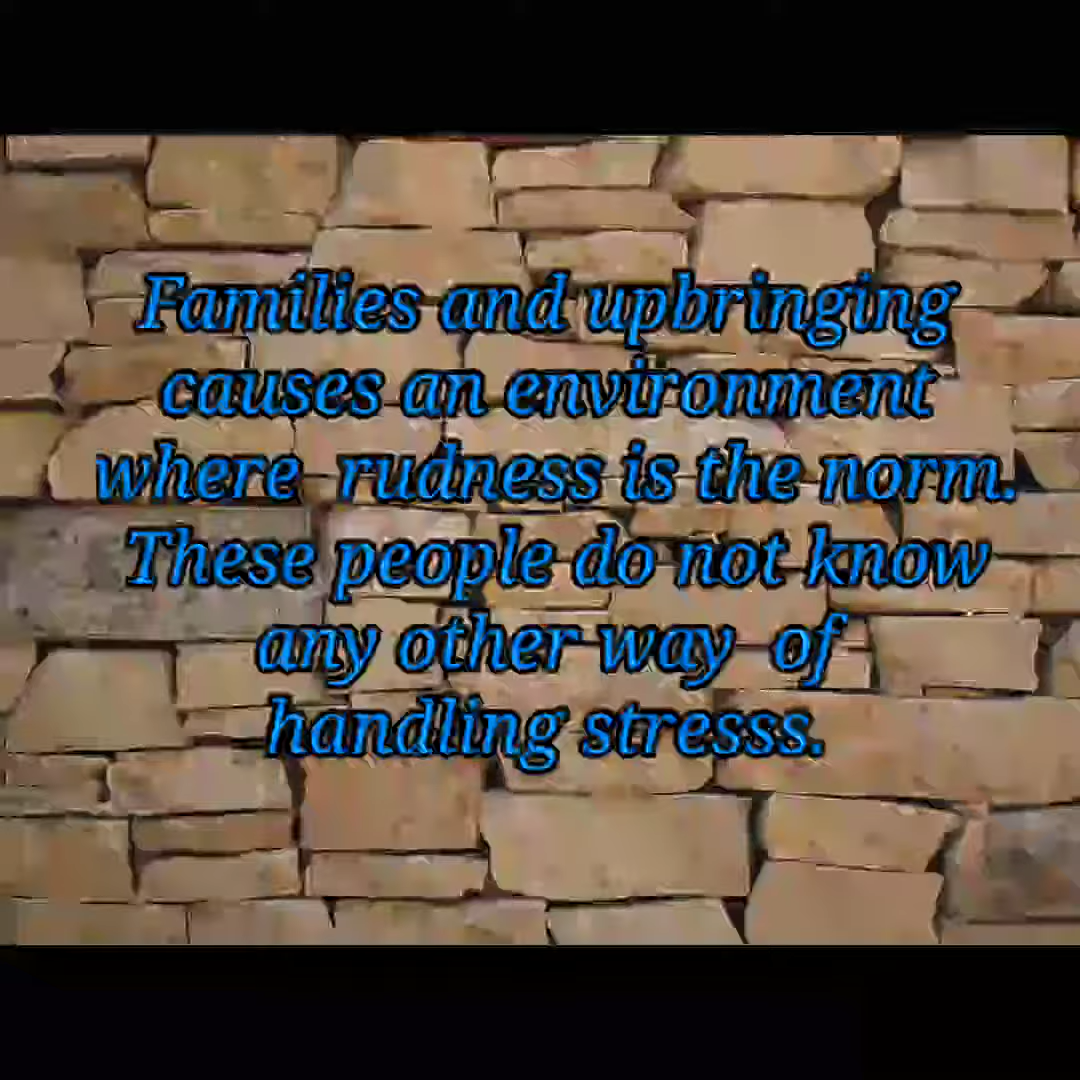 Families and upbringing
causes an environment
where  rudness is the norm.
These people do not know
any other way  of
handling stresss.